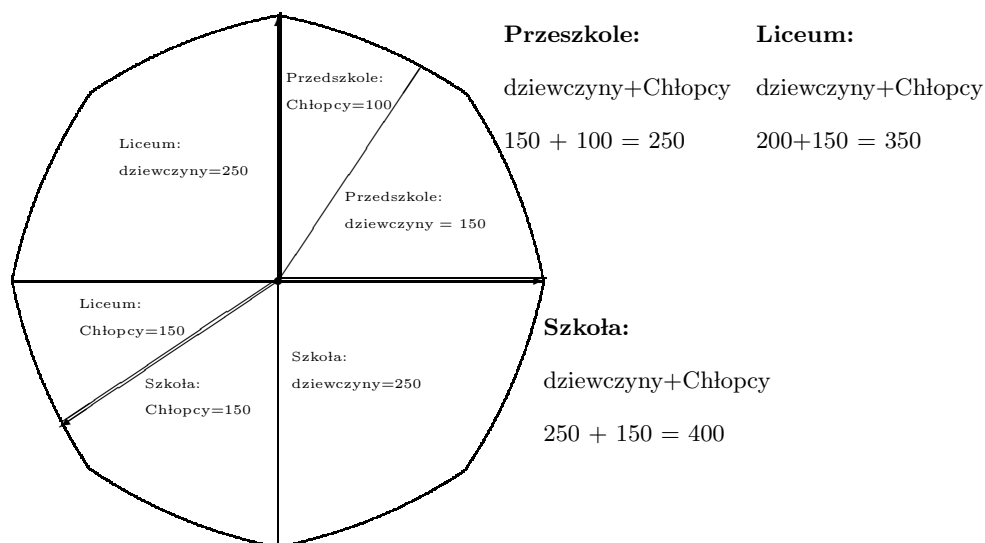 Przedszkole:
Chłopcy=100
Liceum:
dziewczyny=250
Przedszkole:
dziewczyny = 150
Liceum:
Chłopcy=150
Szkoła:
Chłopcy=150
Szkoła:
dziewczyny=250
Przeszkole:
dziewczyny+Chłopcy
150 + 100 = 250
Liceum:
dziewczyny+Chłopcy
200+150 = 350
Szkoła:
dziewczyny+Chłopcy
250 + 150 = 400